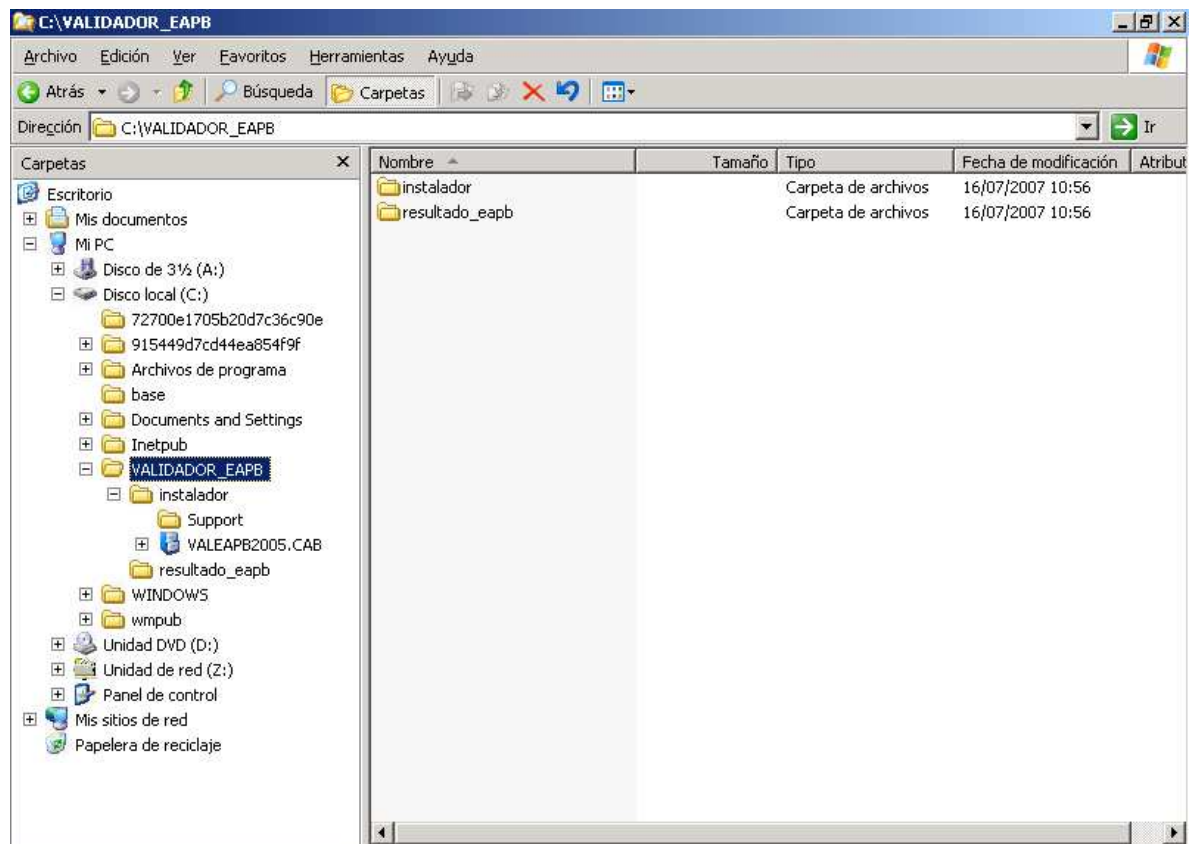 C:\VALIDADOR_EAPB
Archivo Edición Ver Favoritos Herramientas Ayuda
Atrás Búsqueda Carpetas
Dirección C:\VALIDADOR_EAPB Ir
Carpetas
Escritorio
Mis documentos
Mi PC
Disco de 3½ (A:)
Disco local (C:)
72700e1705b20d7c36c90e
915449d7cd44ea854f9f
Archivos de programa
base
Documents and Settings
Inetpub
VALIDADOR_EAPB
instalador
Support
VALEAPB2005.CAB
resultado_eapb
WINDOWS
wmpub
Unidad DVD (D:)
Unidad de red (Z:)
Panel de control
Mis sitios de red
Papelera de reciclaje
Nombre Tamaño Tipo Fecha de modificación Atribut
instalador Carpeta de archivos 16/07/2007 10:56
resultado_eapb Carpeta de archivos 16/07/2007 10:56